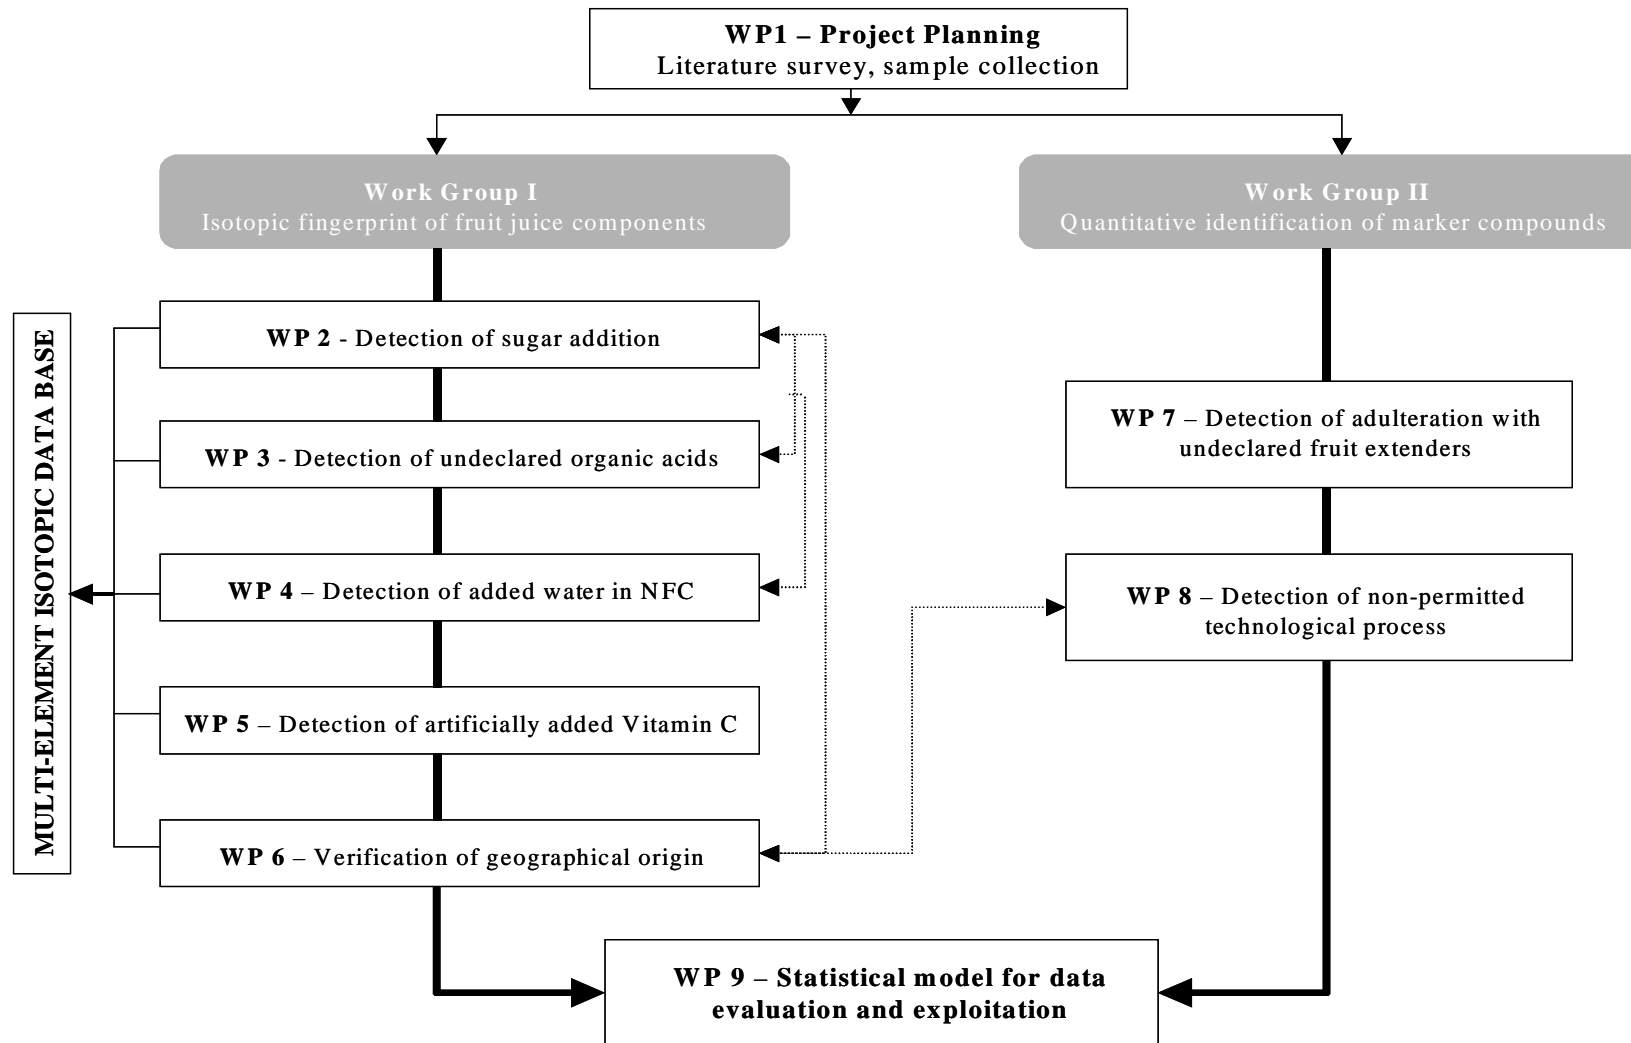 WP1 – Project Planning
Literature survey, sample collection
Work Group I
Isotopic fingerprint of fruit juice components
Work Group II
Quantitative identification of marker compounds
MULTI-ELEMENT ISOTOPIC DATA BASE
WP 2 - Detection of sugar addition
WP 3 - Detection of undeclared organic acids
WP 4 – Detection of added water in NFC
WP 5 – Detection of artificially added Vitamin C
WP 6 – Verification of geographical origin
WP 7 – Detection of adulteration with
undeclared fruit extenders
WP 8 – Detection of non-permitted
technological process
WP 9 – Statistical model for data
evaluation and exploitation